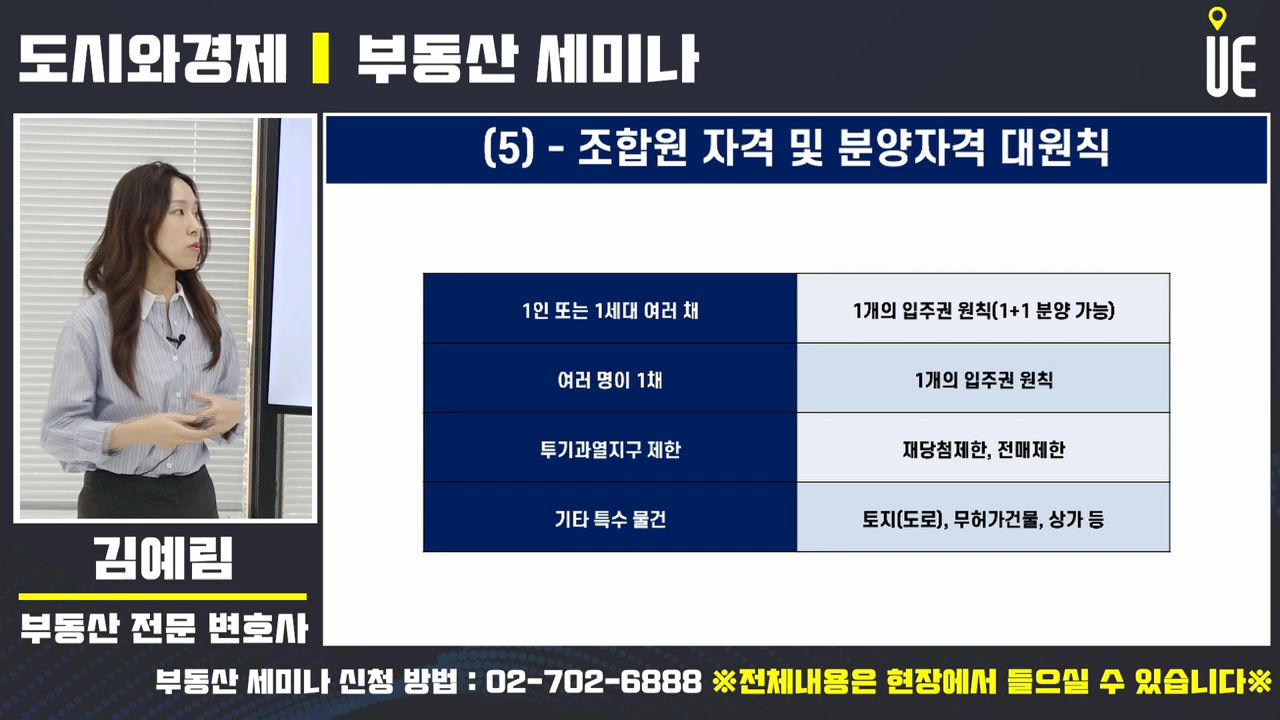 도시와경제 | 부동산 세미나
UE
(5) - 조합원 자격 및 분양자격 대원칙
1인 또는 1세대 여러 채
1개의 입주권 원칙(1+1 분양 가능)
여러 명이 1채
1개의 입주권 원칙
투기과열지구 제한
재당첨제한, 전매제한
기타 특수 물건
토지(도로), 무허가건물, 상가 등
김예림
부동산 전문 변호사
부동산 세미나 신청 방법 : 02-702-6888 ※전체내용은 현장에서 들으실 수 있습니다※